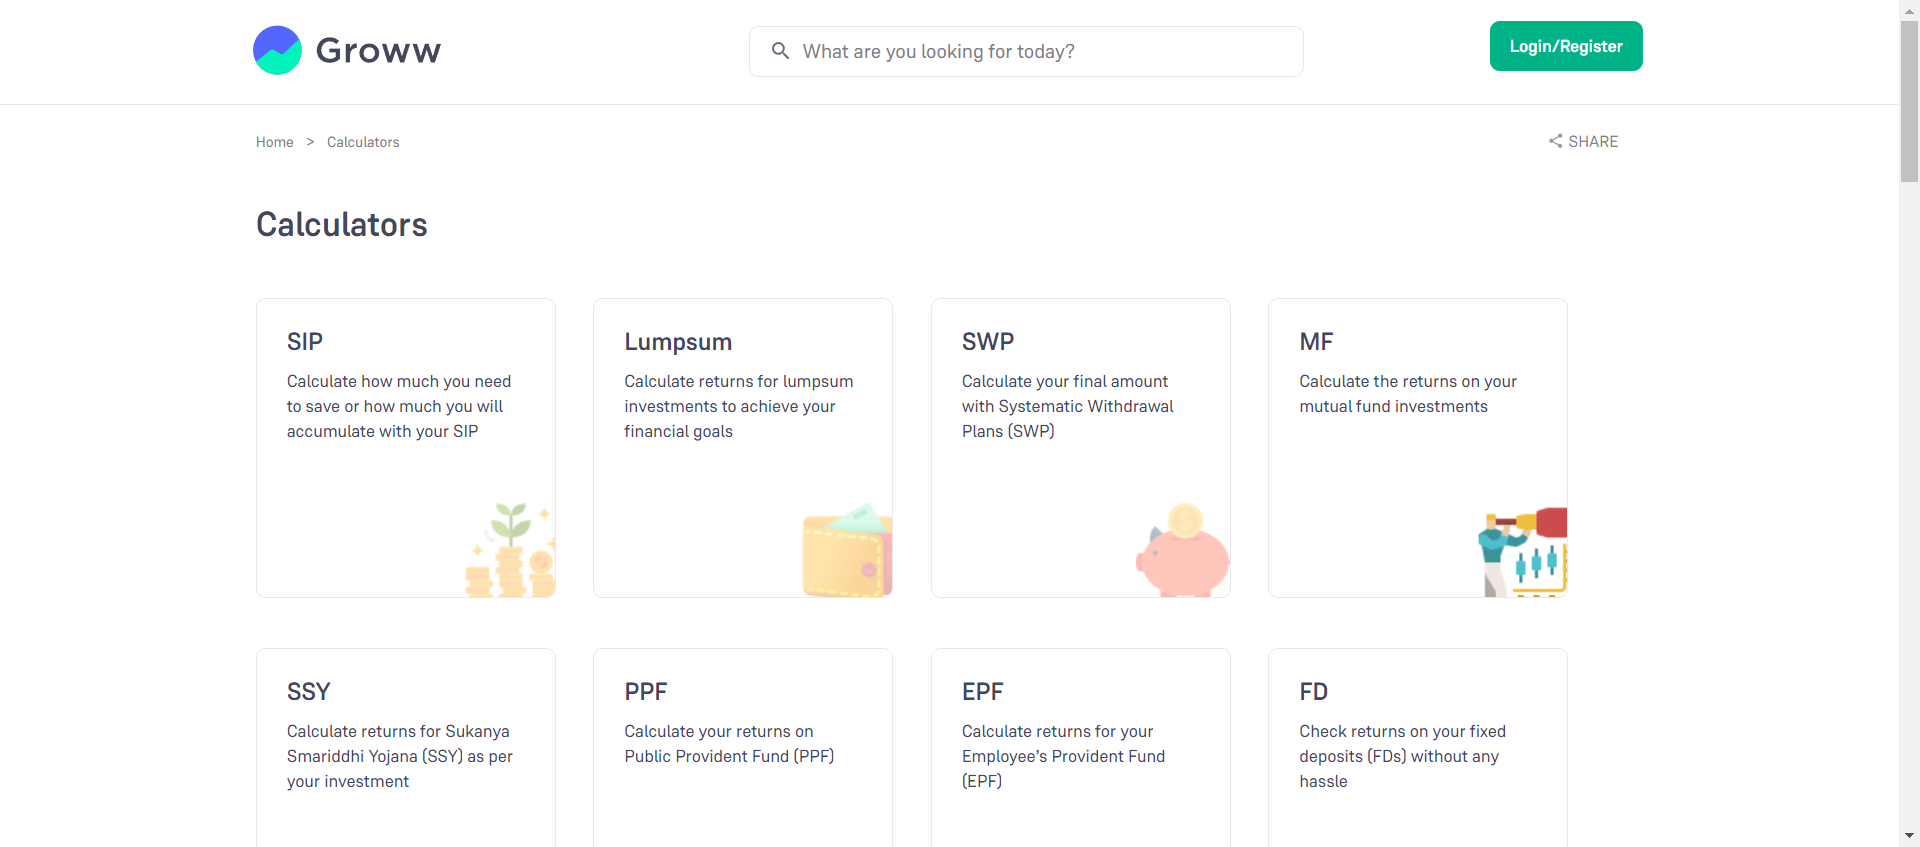 Groww
What are you looking for today?
Login/Register
Home > Calculators
SHARE
Calculators
SIP
Calculate how much you need
to save or how much you will
accumulate with your SIP
Lumpsum
Calculate returns for lumpsum
investments to achieve your
financial goals
SWP
Calculate your final amount
with Systematic Withdrawal
Plans (SWP)
MF
Calculate the returns on your
mutual fund investments
SSY
Calculate returns for Sukanya
Smariddhi Yojana (SSY) as per
your investment
PPF
Calculate your returns on
Public Provident Fund (PPF)
EPF
Calculate returns for your
Employee’s Provident Fund
(EPF)
FD
Check returns on your fixed
deposits (FDs) without any
hassle